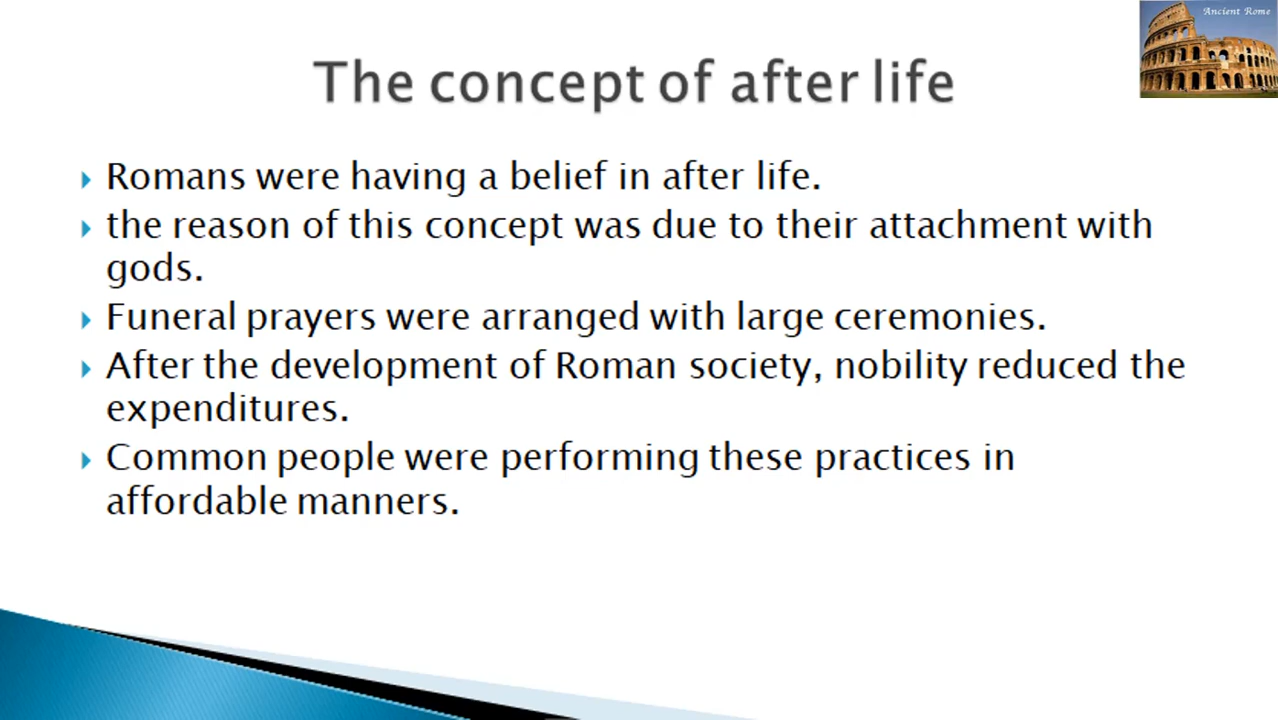 Ancient Rome
The concept of after life
Romans were having a belief in after life.
the reason of this concept was due to their attachment with
gods.
Funeral prayers were arranged with large ceremonies.
After the development of Roman society, nobility reduced the
expenditures.
Common people were performing these practices in
affordable manners.